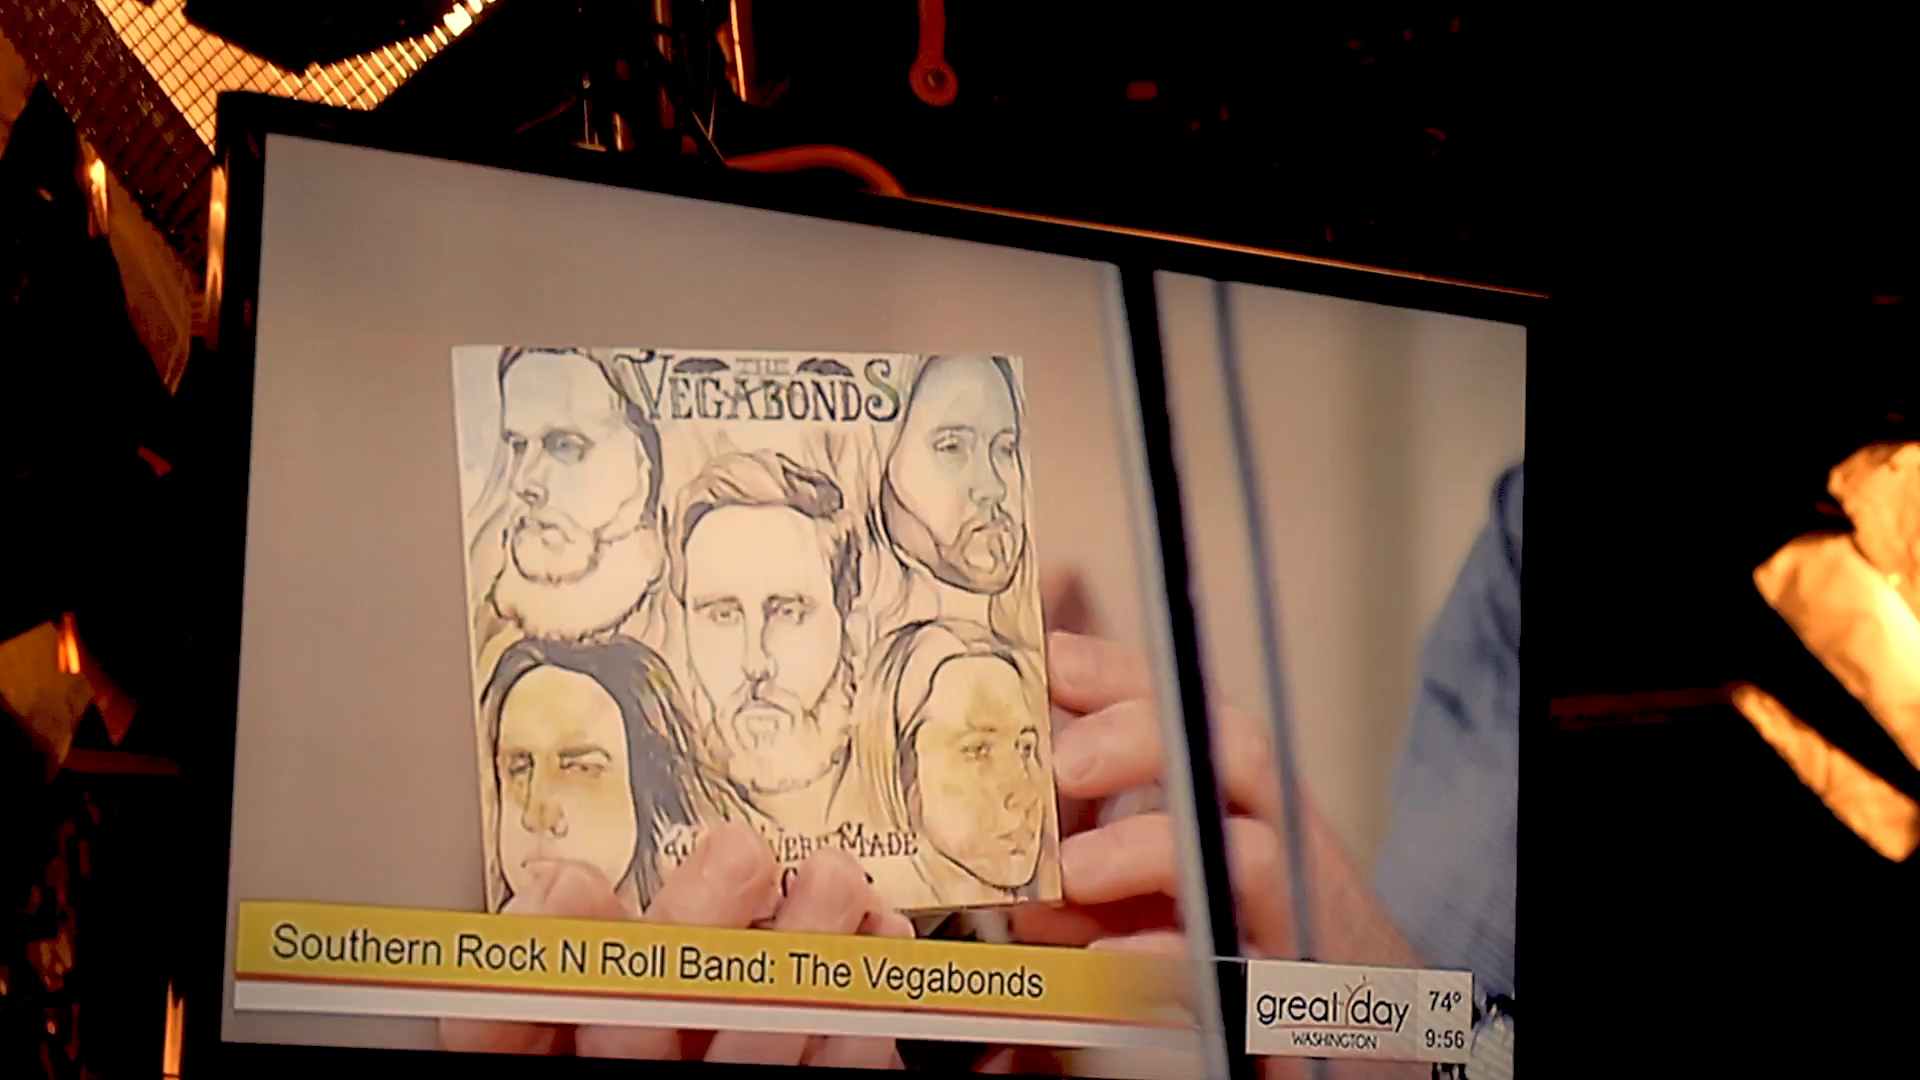 THE
VEGABONDS
MADE
Southern Rock N Roll Band: The Vegabonds
great day
WASHINGTON
74°
9:56